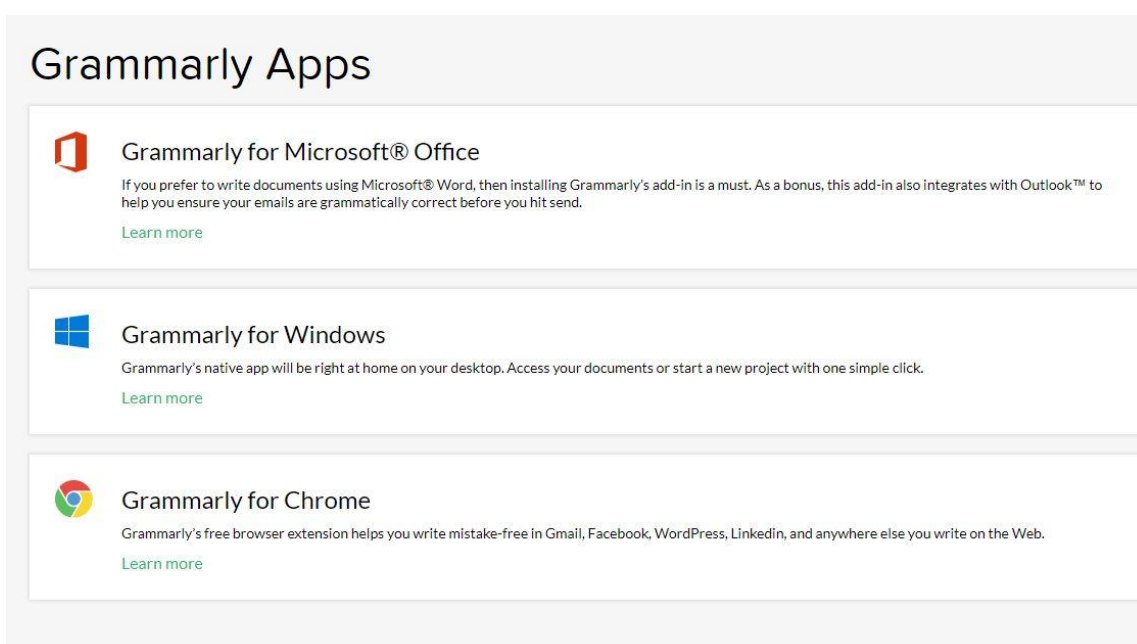 Grammarly Apps
Grammarly for Microsoft® Office
If you prefer to write documents using Microsoft® Word, then installing Grammarly's add-in is a must. As a bonus, this add-in also integrates with Outlook™ to
help you ensure your emails are grammatically correct before you hit send.
Learn more
Grammarly for Windows
Grammarly's native app will be right at home on your desktop. Access your documents or start a new project with one simple click.
Learn more
Grammarly for Chrome
Grammarly's free browser extension helps you write mistake-free in Gmail, Facebook, WordPress, Linkedin, and anywhere else you write on the Web.
Learn more